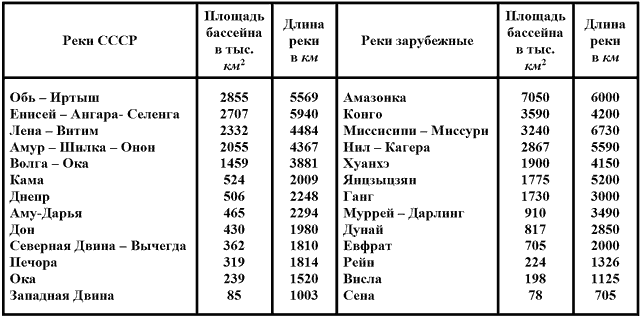 Реки СССР | Площадь бассейна в тыс. км² | Длина реки в км | Реки зарубежные | Площадь бассейна в тыс. км² | Длина реки в км
Обь – Иртыш | 2855 | 5569 | Амазонка | 7050 | 6000
Енисей – Ангара- Селенга | 2707 | 5940 | Конго | 3590 | 4200
Лена – Витим | 2332 | 4484 | Миссисипи – Миссури | 3240 | 6730
Амур – Шилка – Онон | 2055 | 4367 | Нил – Кагера | 2867 | 5590
Волга – Ока | 1459 | 3881 | Хуанхэ | 1900 | 4150
Кама | 524 | 2009 | Янцзыцзян | 1775 | 5200
Днепр | 506 | 2248 | Ганг | 1730 | 3000
Аму-Дарья | 465 | 2294 | Муррей – Дарлинг | 910 | 3490
Дон | 430 | 1980 | Дунай | 817 | 2850
Северная Двина – Вычегда | 362 | 1810 | Евфрат | 705 | 2000
Печора | 319 | 1814 | Рейн | 224 | 1326
Ока | 239 | 1520 | Висла | 198 | 1125
Западная Двина | 85 | 1003 | Сена | 78 | 705